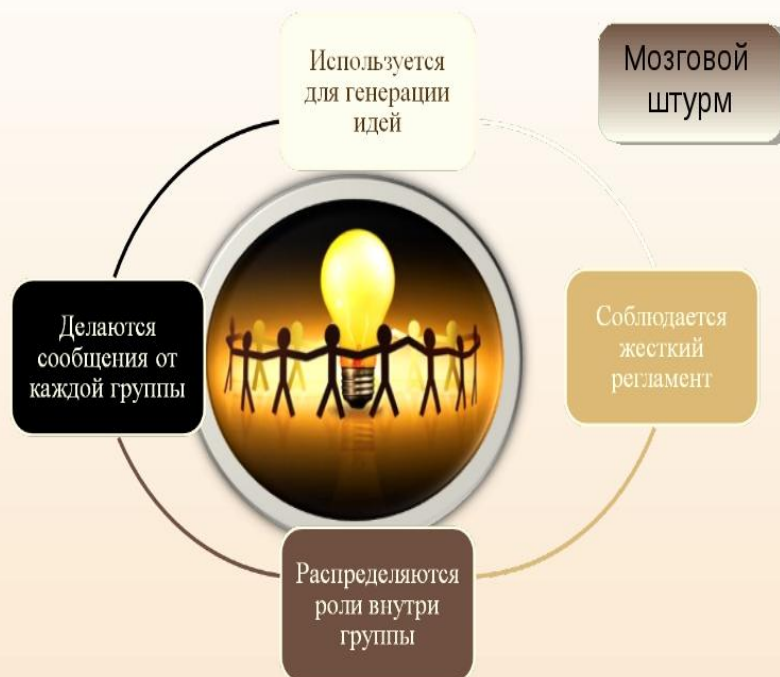 Мозговой
штурм
Используется
для генерации
идей
Соблюдается
жесткий
регламент
Распределяются
роли внутри
группы
Делаются
сообщения от
каждой группы